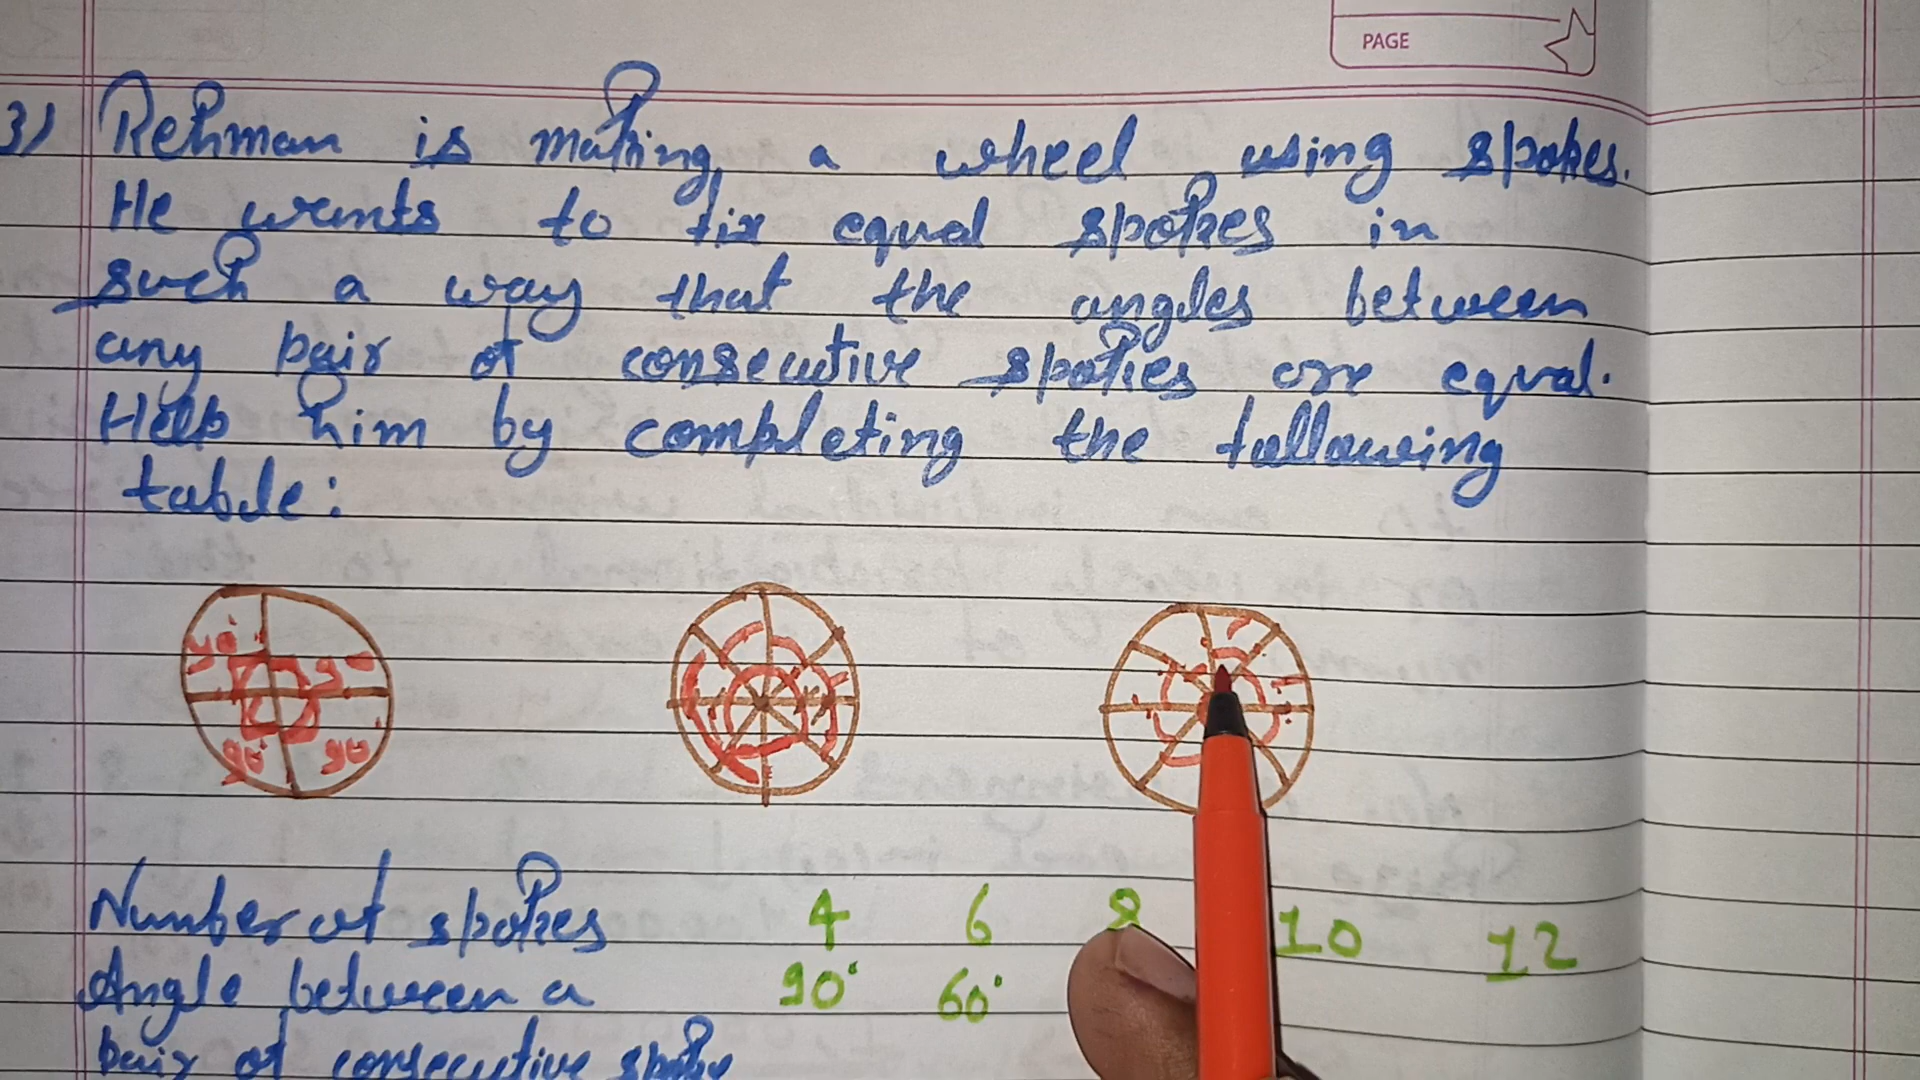 PAGE
3) Rehman is making a wheel using spokes.
He wants to fix equal spokes in
such a way that the angles between
any pair of consecutive spokes are equal.
Help him by completing the following
table:
90° 90
90° 90
Number of spokes 4 6 8 10 12
Angle between a 90° 60°
pair of consecutive spoke